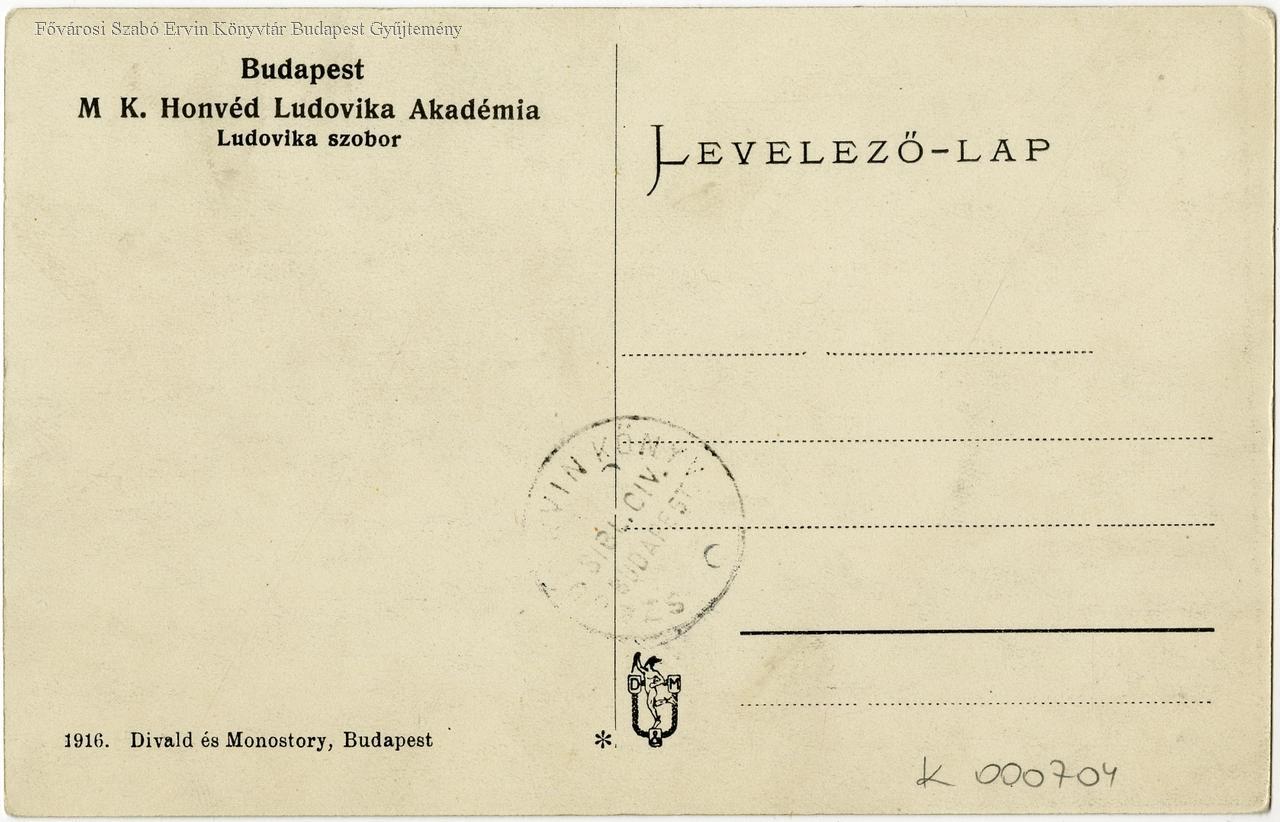 Fővárosi Szabó Ervin Könyvtár Budapest Gyűjtemény
Budapest
M K. Honvéd Ludovika Akadémia
Ludovika szobor
LEVELEZŐ-LAP
BUDAPEST
D M
&
1916. Divald és Monostory, Budapest
*
K 000704